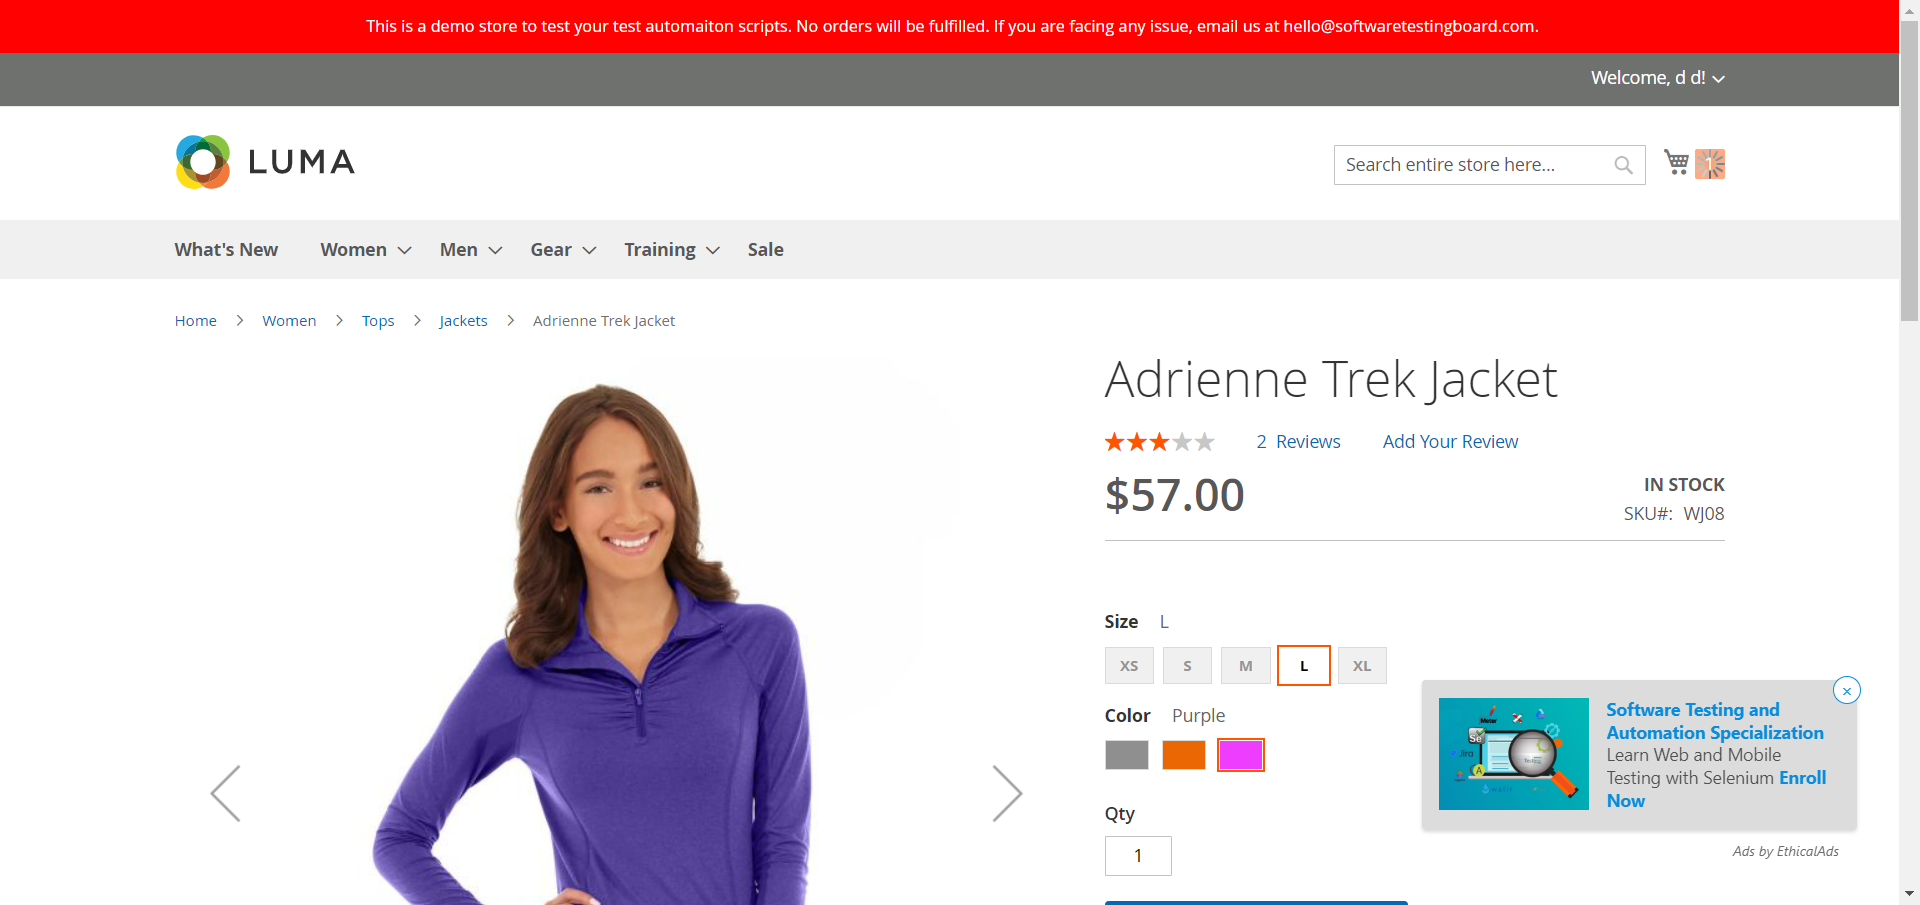 This is a demo store to test your test automaiton scripts. No orders will be fulfilled. If you are facing any issue, email us at hello@softwaretestingboard.com.
Welcome, d d!
LUMA
Search entire store here...
1
What's New Women Men Gear Training Sale
Home Women Tops Jackets Adrienne Trek Jacket
Adrienne Trek Jacket
2 Reviews Add Your Review
$57.00
IN STOCK
SKU#: WJ08
Size L
XS S M L XL
Color Purple
Qty
1
Software Testing and
Automation Specialization
Learn Web and Mobile
Testing with Selenium Enroll
Now
Meter
Se
Jira
A
Ads by EthicalAds